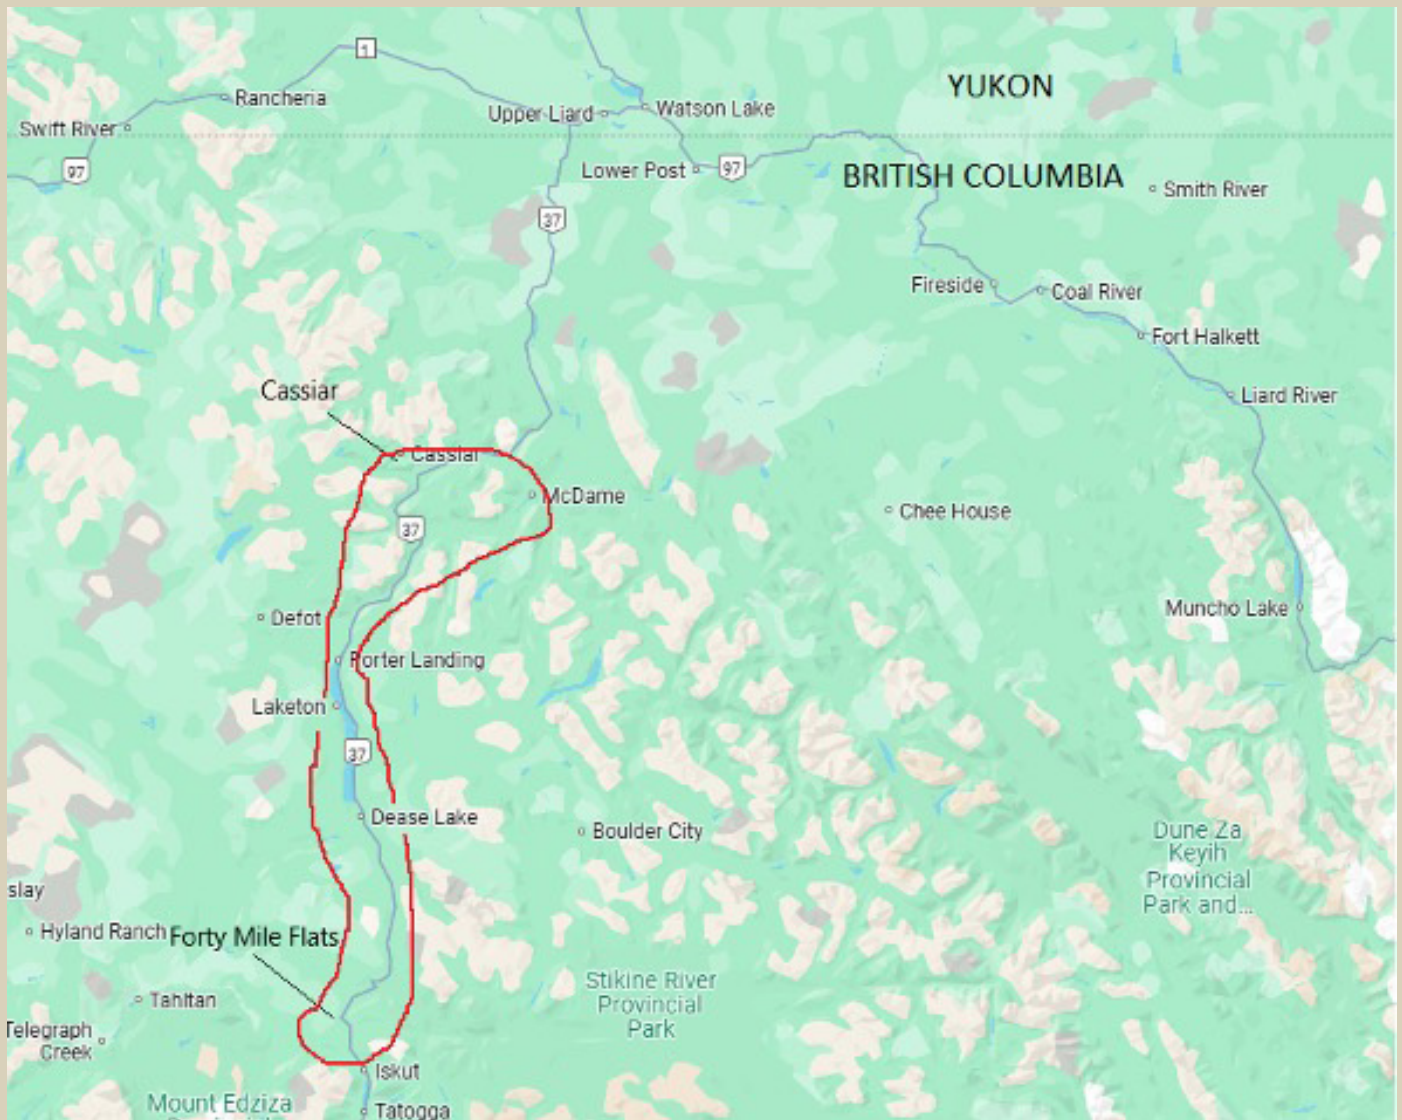 1
YUKON
Rancheria
Upper Liard
Watson Lake
Swift River
97
Lower Post
97
BRITISH COLUMBIA
Smith River
37
Fireside
Coal River
Fort Halkett
Cassiar
Liard River
Cassiar
McDame
Chee House
37
Defot
Muncho Lake
Porter Landing
Laketon
37
Dease Lake
Boulder City
Dune Za
Keyih
Provincial
Park and...
slay
Hyland Ranch
Forty Mile Flats
Stikine River
Provincial
Park
Tahltan
Telegraph
Creek
Iskut
Mount Edziza
Tatogga